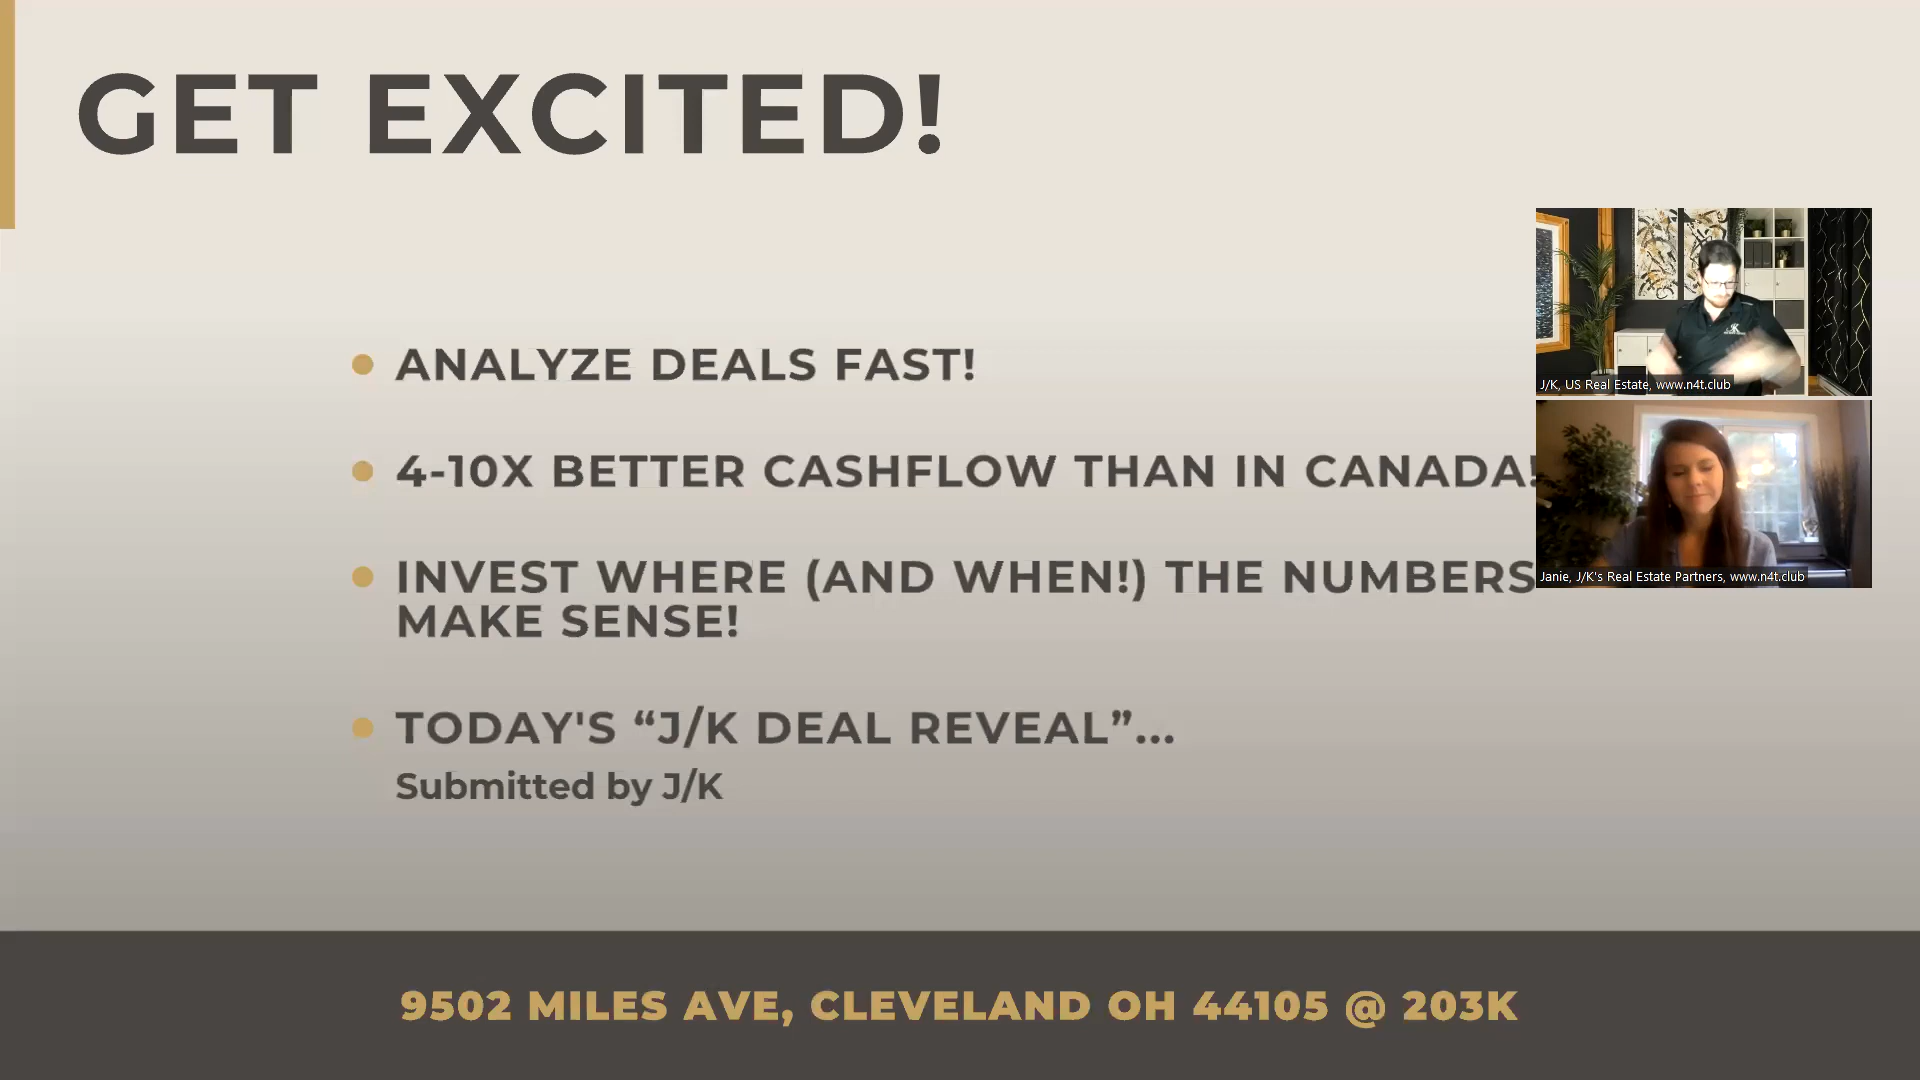 GET EXCITED!
ANALYZE DEALS FAST!
4-10X BETTER CASHFLOW THAN IN CANADA!
INVEST WHERE (AND WHEN!) THE NUMBERS
MAKE SENSE!
TODAY'S “J/K DEAL REVEAL”...
Submitted by J/K
J/K, US Real Estate, www.n4t.club
Janie, J/K's Real Estate Partners, www.n4t.club
9502 MILES AVE, CLEVELAND OH 44105 @ 203K